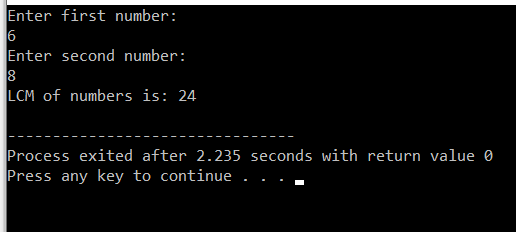 Enter first number:
6
Enter second number:
8
LCM of numbers is: 24
--------------------------------
Process exited after 2.235 seconds with return value 0
Press any key to continue . . .